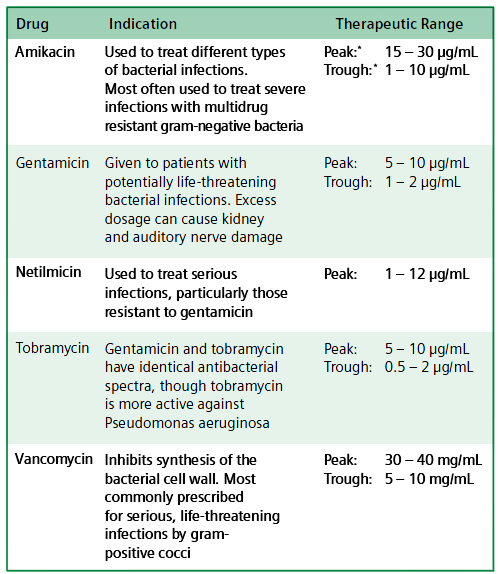 Drug Indication Therapeutic Range
Amikacin Used to treat different types Peak:* 15 – 30 µg/mL
of bacterial infections. Trough:* 1 – 10 µg/mL
Most often used to treat severe
infections with multidrug
resistant gram-negative bacteria
Gentamicin Given to patients with Peak: 5 – 10 µg/mL
potentially life-threatening Trough: 1 – 2 µg/mL
bacterial infections. Excess
dosage can cause kidney
and auditory nerve damage
Netilmicin Used to treat serious Peak: 1 – 12 µg/mL
infections, particularly those
resistant to gentamicin
Tobramycin Gentamicin and tobramycin Peak: 5 – 10 µg/mL
have identical antibacterial Trough: 0.5 – 2 µg/mL
spectra, though tobramycin
is more active against
Pseudomonas aeruginosa
Vancomycin Inhibits synthesis of the Peak: 30 – 40 mg/mL
bacterial cell wall. Most Trough: 5 – 10 mg/mL
commonly prescribed
for serious, life-threatening
infections by gram-
positive cocci